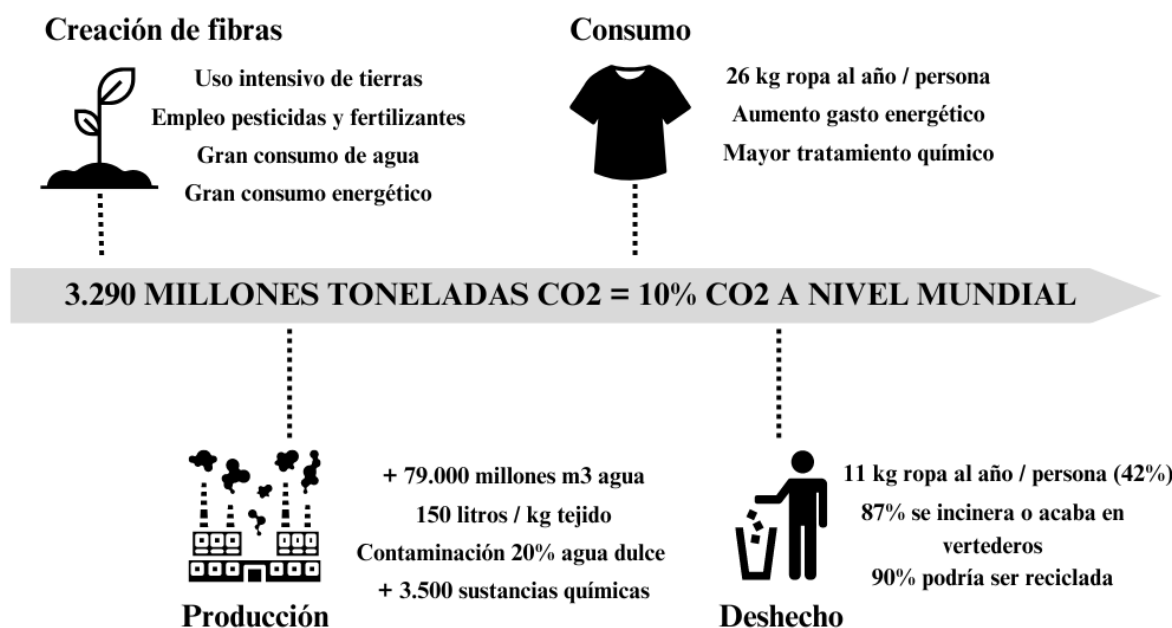 Creación de fibras
Uso intensivo de tierras
Empleo pesticidas y fertilizantes
Gran consumo de agua
Gran consumo energético
Consumo
26 kg ropa al año / persona
Aumento gasto energético
Mayor tratamiento químico
3.290 MILLONES TONELADAS CO2 = 10% CO2 A NIVEL MUNDIAL
+ 79.000 millones m3 agua
150 litros / kg tejido
Contaminación 20% agua dulce
+ 3.500 sustancias químicas
Producción
11 kg ropa al año / persona (42%)
87% se incinera o acaba en
vertederos
90% podría ser reciclada
Deshecho